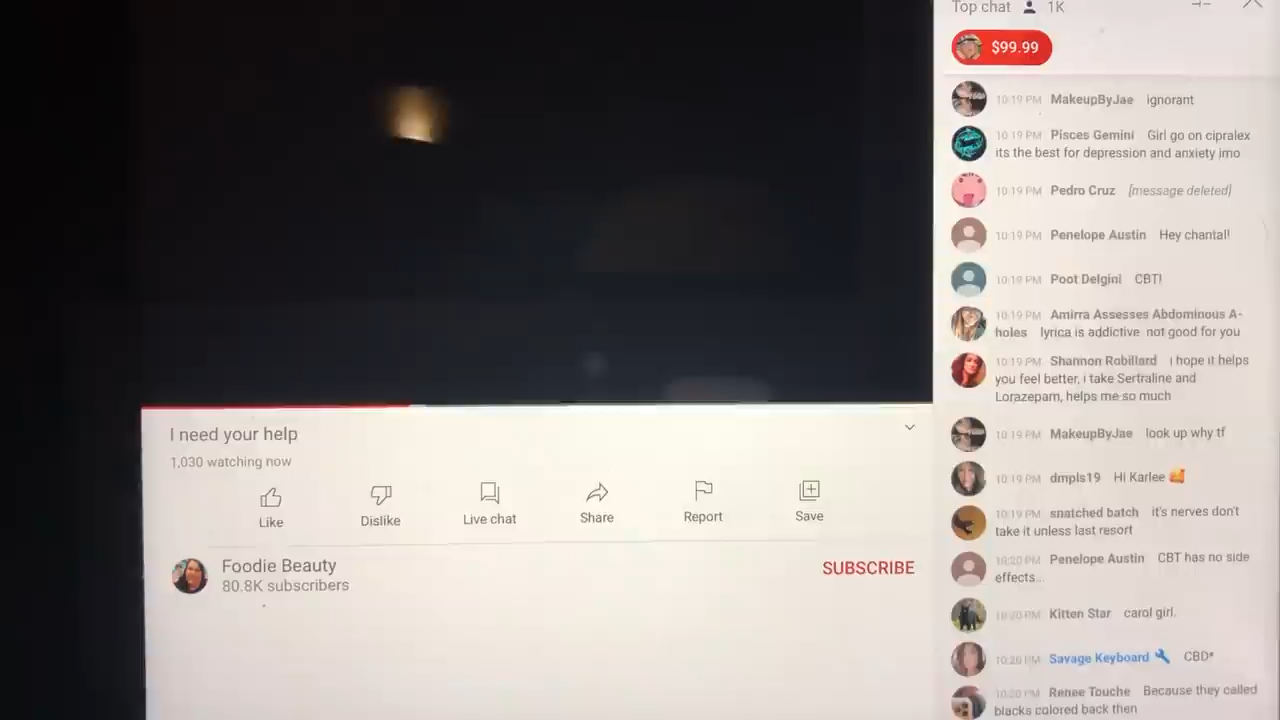 Top chat 1K
$99.99
10:19 PM MakeupByJae ignorant
10:19 PM Pisces Gemini Girl go on cipralex
its the best for depression and anxiety imo
10:19 PM Pedro Cruz [message deleted]
10:19 PM Penelope Austin Hey chantal!
10:19 PM Poot Delgini CBT!
10:19 PM Amirra Assesses Abdominous A-
holes lyrica is addictive not good for you
10:19 PM Shannon Robillard i hope it helps
you feel better, i take Sertraline and
Lorazepam, helps me so much
10:19 PM MakeupByJae look up why tf
10:19 PM dmpls19 Hi Karlee 🥰
10:19 PM snatched batch it's nerves don't
take it unless last resort
10:20 PM Penelope Austin CBT has no side
effects...
10:20 PM Kitten Star carol girl.
10:20 PM Savage Keyboard CBD*
10:20 PM Renee Touche Because they called
blacks colored back then
I need your help
1,030 watching now
Like Dislike Live chat Share Report Save
Foodie Beauty
80.8K subscribers
SUBSCRIBE